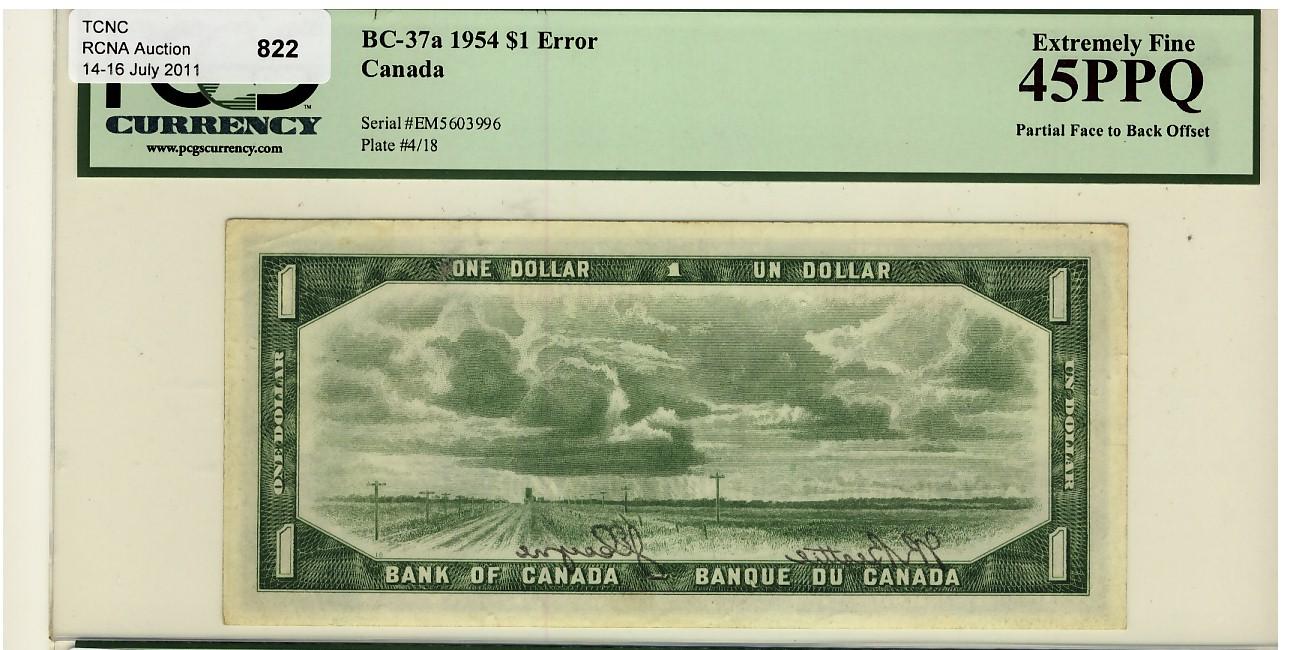 TCNC
RCNA Auction 822
14-16 July 2011
CURRENCY
www.pcgscurrency.com
BC-37a 1954 $1 Error
Canada
Serial #EM5603996
Plate #4/18
Extremely Fine
45PPQ
Partial Face to Back Offset
1 ONE DOLLAR 1 UN DOLLAR 1
ONE DOLLAR
UN DOLLAR
18
1 BANK OF CANADA – BANQUE DU CANADA 1